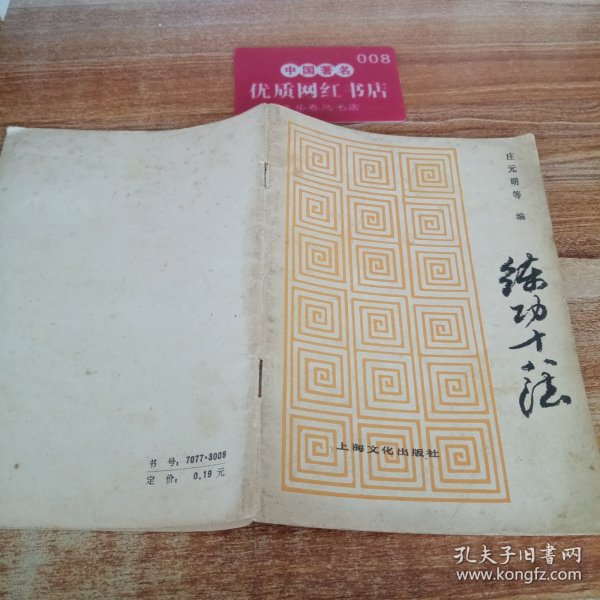 008
中国著名
优质网红书店
庄元明等 编
练功十八法
上海文化出版社
书号：7077·3009
定价：0.19元
孔夫子旧书网
www.kongfz.com